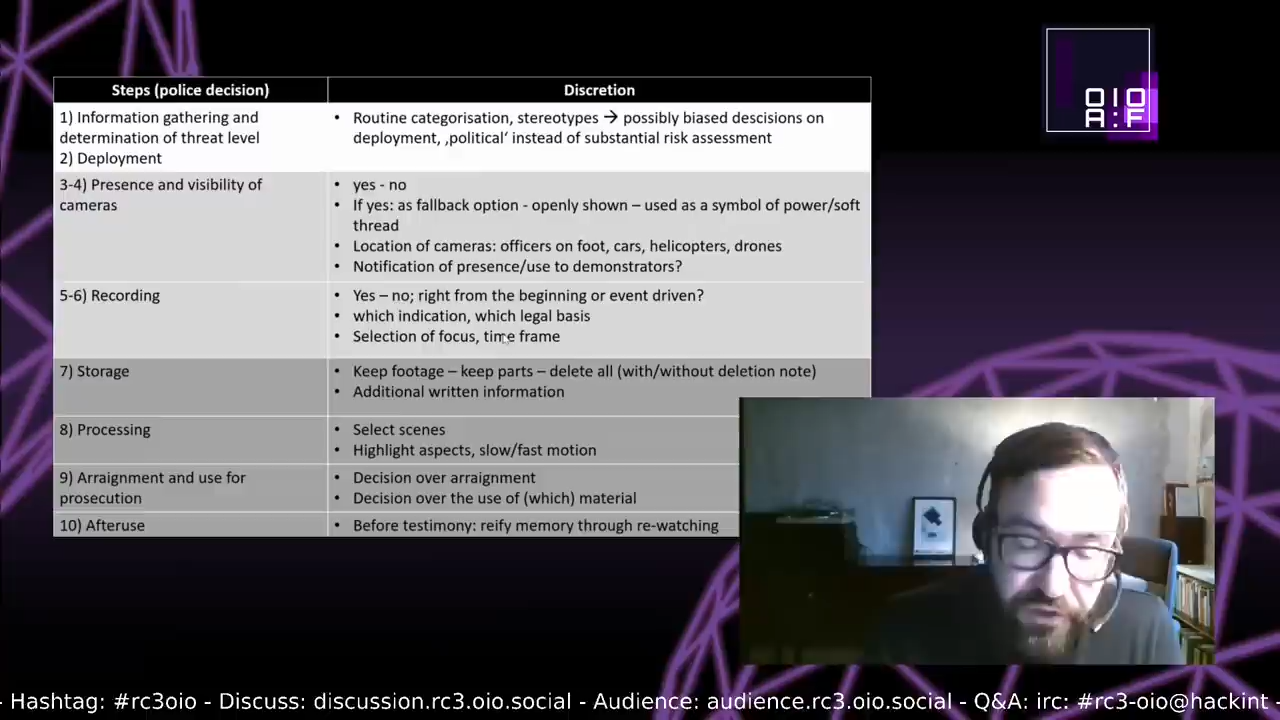 Steps (police decision)
Discretion
1) Information gathering and
determination of threat level
2) Deployment
• Routine categorisation, stereotypes → possibly biased descisions on
deployment, ‚political‘ instead of substantial risk assessment
3-4) Presence and visibility of
cameras
• yes - no
• If yes: as fallback option - openly shown – used as a symbol of power/soft
thread
• Location of cameras: officers on foot, cars, helicopters, drones
• Notification of presence/use to demonstrators?
5-6) Recording
• Yes – no; right from the beginning or event driven?
• which indication, which legal basis
• Selection of focus, time frame
7) Storage
• Keep footage – keep parts – delete all (with/without deletion note)
• Additional written information
8) Processing
• Select scenes
• Highlight aspects, slow/fast motion
9) Arraignment and use for
prosecution
• Decision over arraignment
• Decision over the use of (which) material
10) Afteruse
• Before testimony: reify memory through re-watching
OIO
A:F
- Hashtag: #rc3oio - Discuss: discussion.rc3.oio.social - Audience: audience.rc3.oio.social - Q&A: irc: #rc3-oio@hackint -